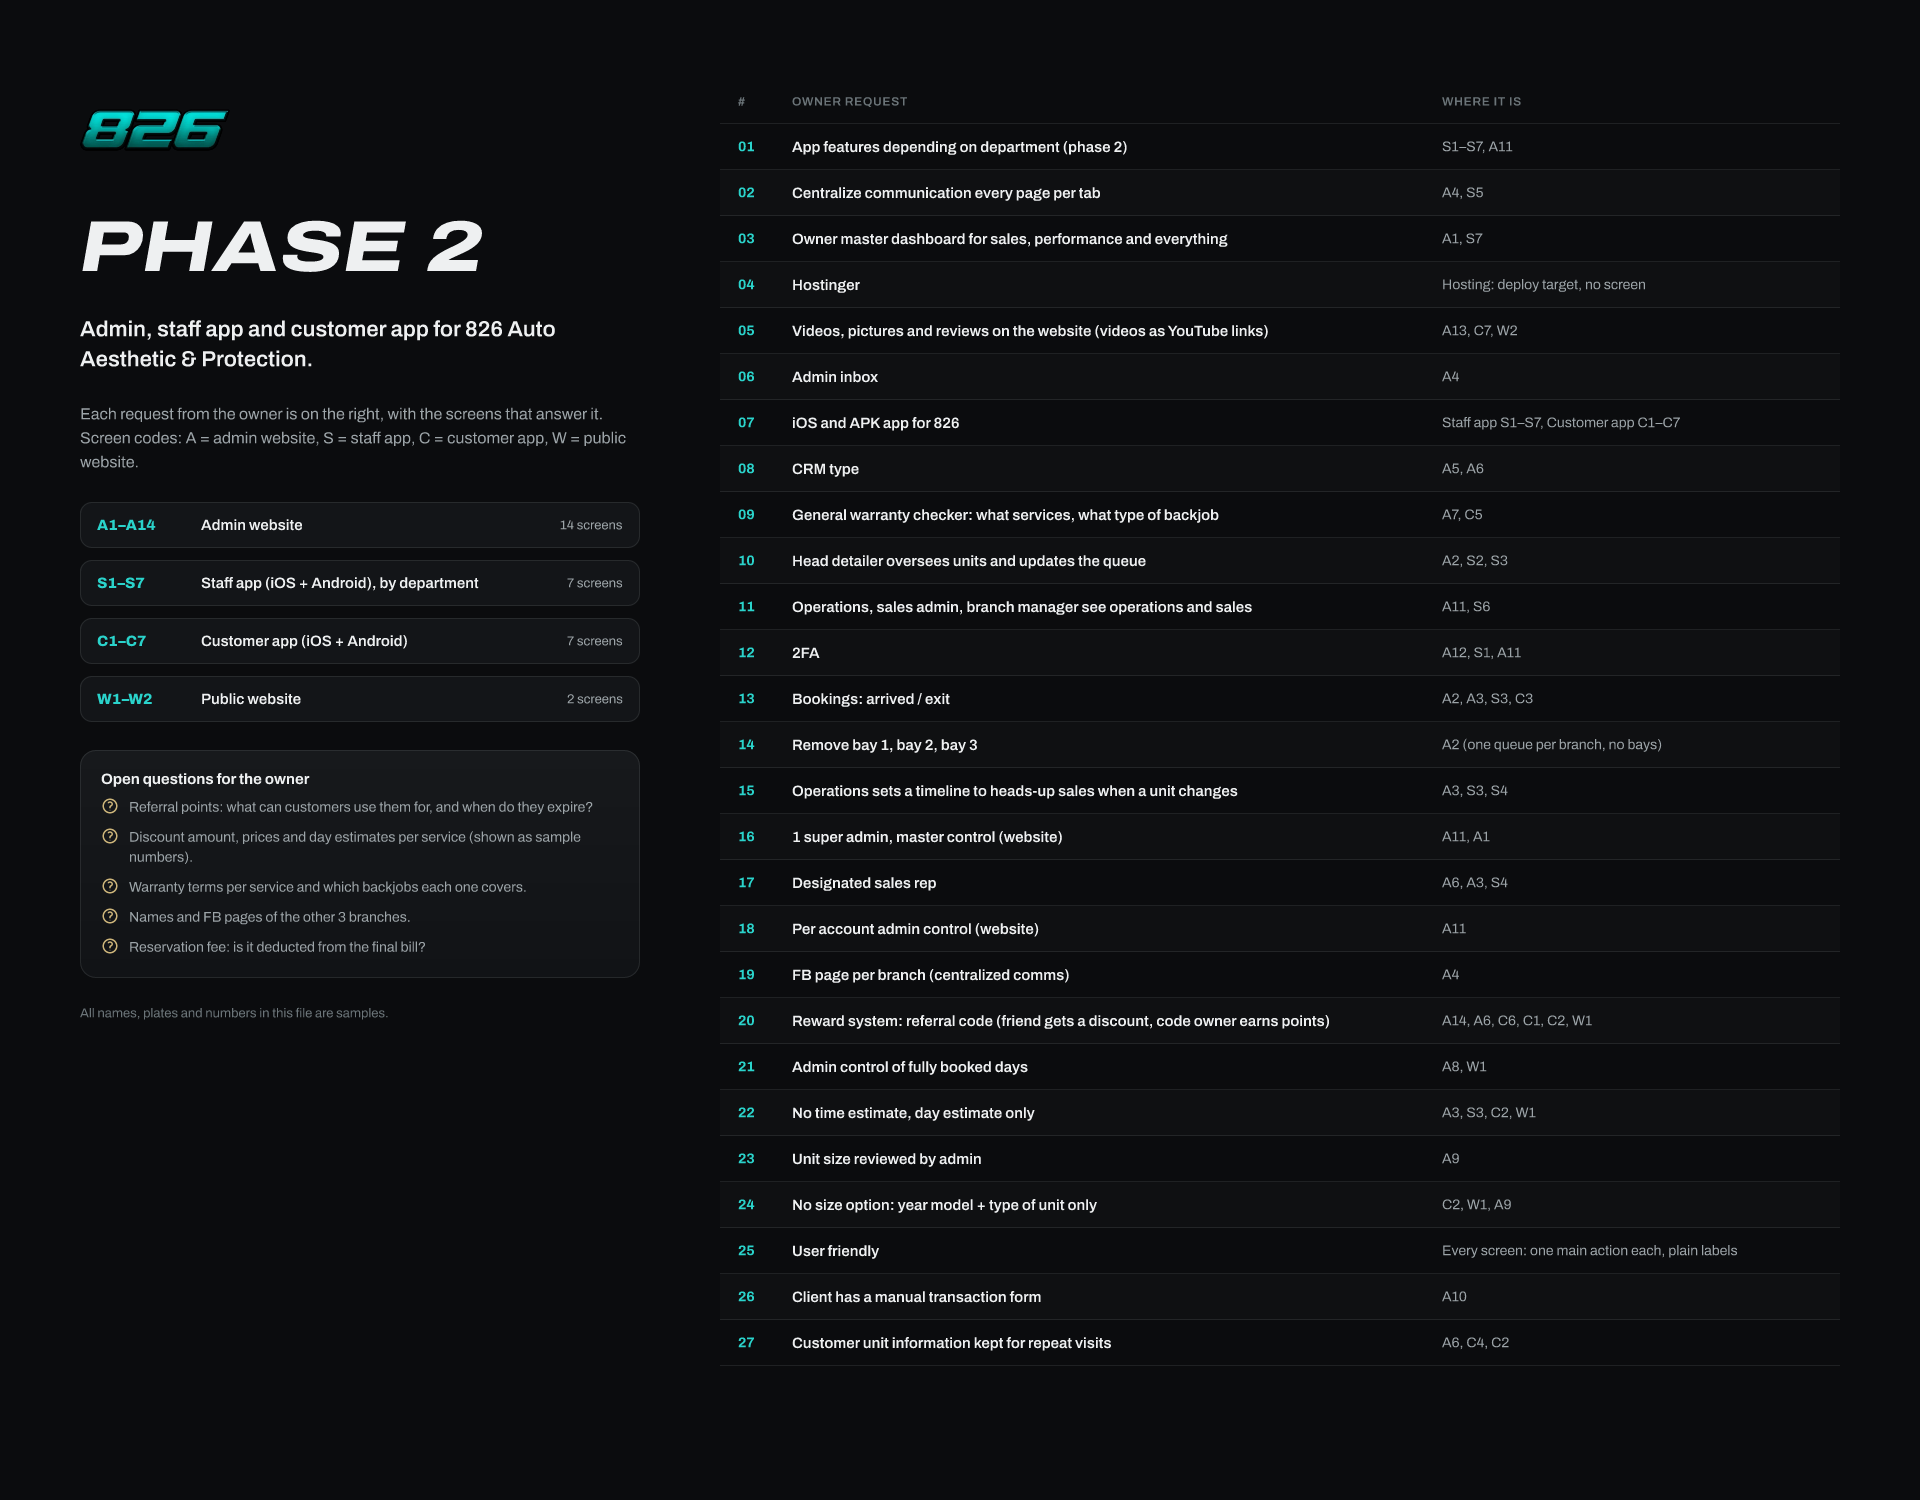 826
PHASE 2
Admin, staff app and customer app for 826 Auto
Aesthetic & Protection.
Each request from the owner is on the right, with the screens that answer it.
Screen codes: A = admin website, S = staff app, C = customer app, W = public
website.
A1–A14 Admin website 14 screens
S1–S7 Staff app (iOS + Android), by department 7 screens
C1–C7 Customer app (iOS + Android) 7 screens
W1–W2 Public website 2 screens
Open questions for the owner
Referral points: what can customers use them for, and when do they expire?
Discount amount, prices and day estimates per service (shown as sample
numbers).
Warranty terms per service and which backjobs each one covers.
Names and FB pages of the other 3 branches.
Reservation fee: is it deducted from the final bill?
All names, plates and numbers in this file are samples.
# OWNER REQUEST WHERE IT IS
01 App features depending on department (phase 2) S1–S7, A11
02 Centralize communication every page per tab A4, S5
03 Owner master dashboard for sales, performance and everything A1, S7
04 Hostinger Hosting: deploy target, no screen
05 Videos, pictures and reviews on the website (videos as YouTube links) A13, C7, W2
06 Admin inbox A4
07 iOS and APK app for 826 Staff app S1–S7, Customer app C1–C7
08 CRM type A5, A6
09 General warranty checker: what services, what type of backjob A7, C5
10 Head detailer oversees units and updates the queue A2, S2, S3
11 Operations, sales admin, branch manager see operations and sales A11, S6
12 2FA A12, S1, A11
13 Bookings: arrived / exit A2, A3, S3, C3
14 Remove bay 1, bay 2, bay 3 A2 (one queue per branch, no bays)
15 Operations sets a timeline to heads-up sales when a unit changes A3, S3, S4
16 1 super admin, master control (website) A11, A1
17 Designated sales rep A6, A3, S4
18 Per account admin control (website) A11
19 FB page per branch (centralized comms) A4
20 Reward system: referral code (friend gets a discount, code owner earns points) A14, A6, C6, C1, C2, W1
21 Admin control of fully booked days A8, W1
22 No time estimate, day estimate only A3, S3, C2, W1
23 Unit size reviewed by admin A9
24 No size option: year model + type of unit only C2, W1, A9
25 User friendly Every screen: one main action each, plain labels
26 Client has a manual transaction form A10
27 Customer unit information kept for repeat visits A6, C4, C2